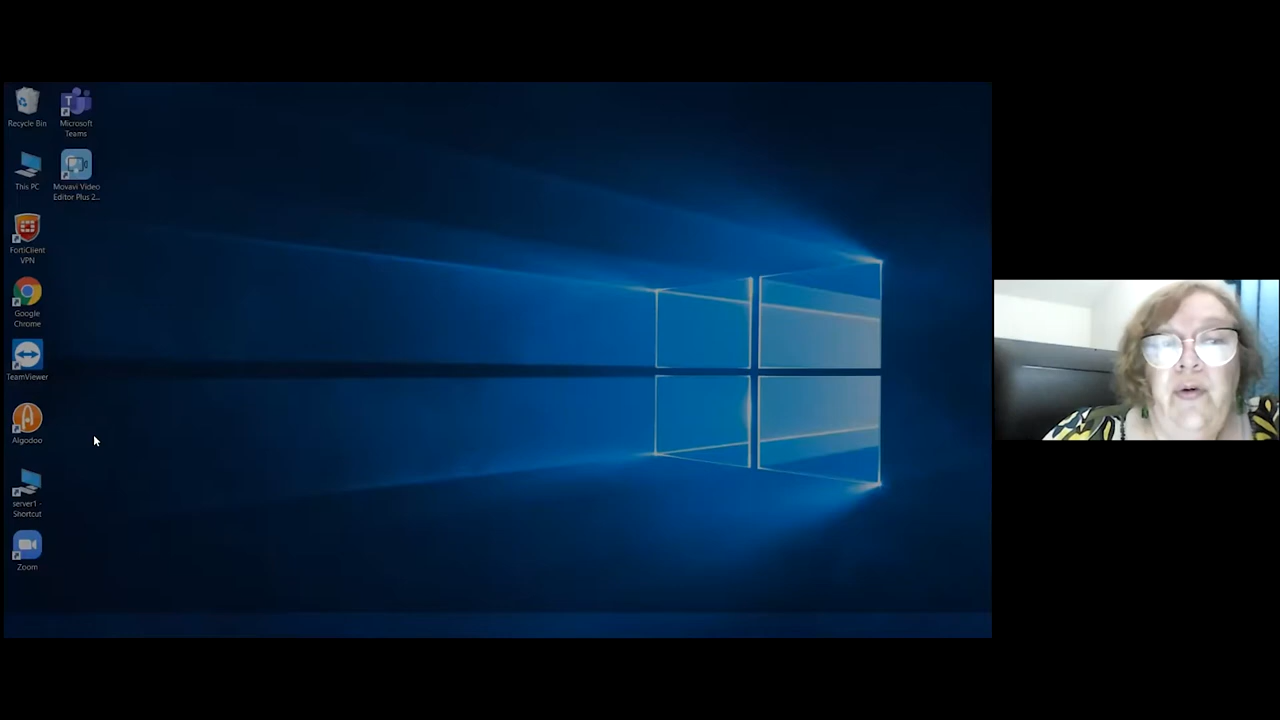 Recycle Bin
Microsoft
Teams
This PC
Movavi Video
Editor Plus 2...
FortiClient
VPN
Google
Chrome
TeamViewer
Algodoo
server1 -
Shortcut
Zoom